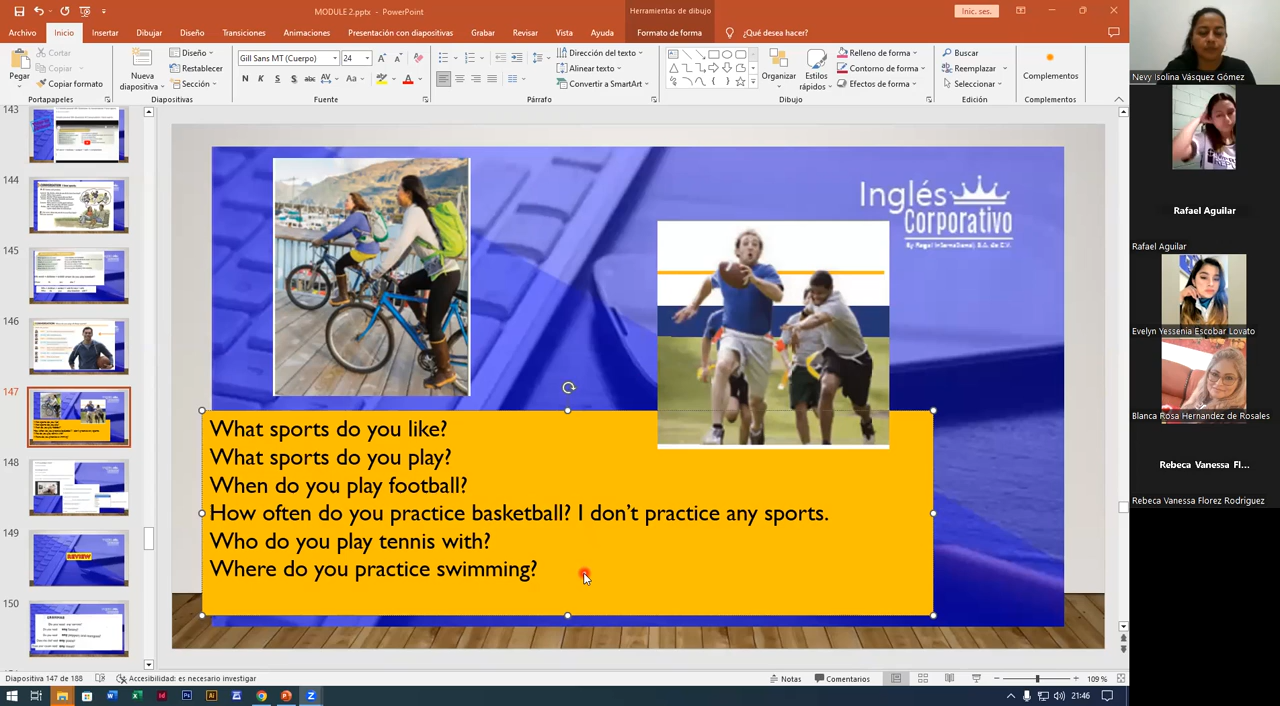 MODULE 2.pptx - PowerPoint
Herramientas de dibujo
Inic. ses.
Archivo
Inicio
Insertar
Dibujar
Diseño
Transiciones
Animaciones
Presentación con diapositivas
Grabar
Revisar
Vista
Ayuda
Formato de forma
¿Qué desea hacer?
Pegar
Cortar
Copiar
Copiar formato
Portapapeles
Nueva
diapositiva
Diseño
Restablecer
Sección
Diapositivas
Gill Sans MT (Cuerpo)
24
N K S S abc AV Aa A
Fuente
Párrafo
Dirección del texto
Alinear texto
Convertir a SmartArt
Organizar
Estilos
rápidos
Relleno de forma
Contorno de forma
Efectos de forma
Dibujo
Buscar
Reemplazar
Seleccionar
Edición
Complementos
Complementos
143
144
145
146
147
148
149
REVIEW
150
Inglés
Corporativo
By Magol International S.A. de C.V.
What sports do you like?
What sports do you play?
When do you play football?
How often do you practice basketball? I don't practice any sports.
Who do you play tennis with?
Where do you practice swimming?
Nevy Isolina Vásquez Gómez
Rafael Aguilar
Rafael Aguilar
Evelyn Yessenia Escobar Lovato
Blanca Rosa Hernandez de Rosales
Rebeca Vanessa Fl...
Rebeca Vanessa Florez Rodriguez
Diapositiva 147 de 188
Accesibilidad: es necesario investigar
Notas
Comentarios
109 %
21:46